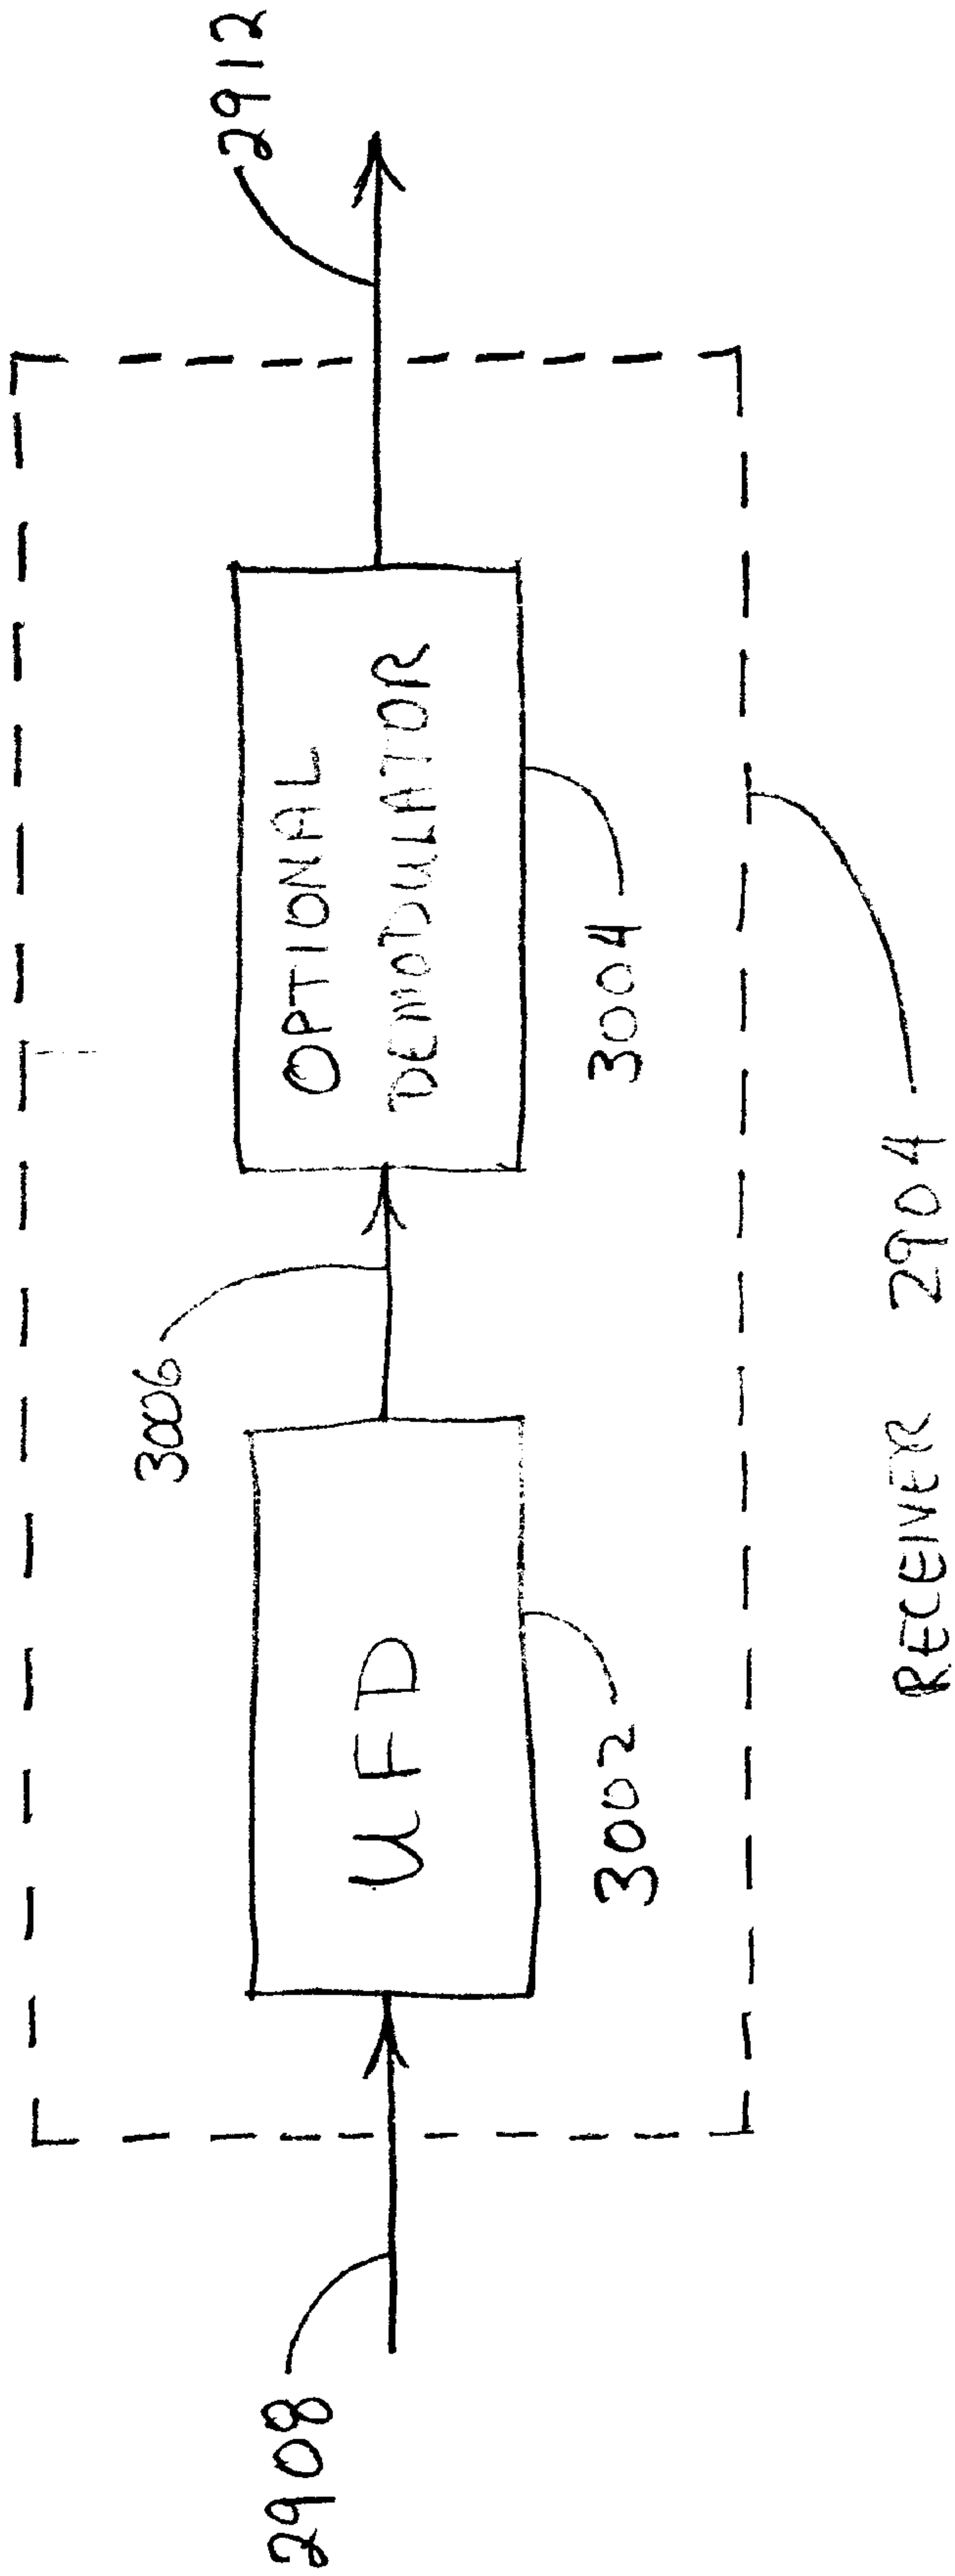 2908
UFD
3002
3006
OPTIONAL
DEMODULATOR
3004
2912
RECEIVER 2904